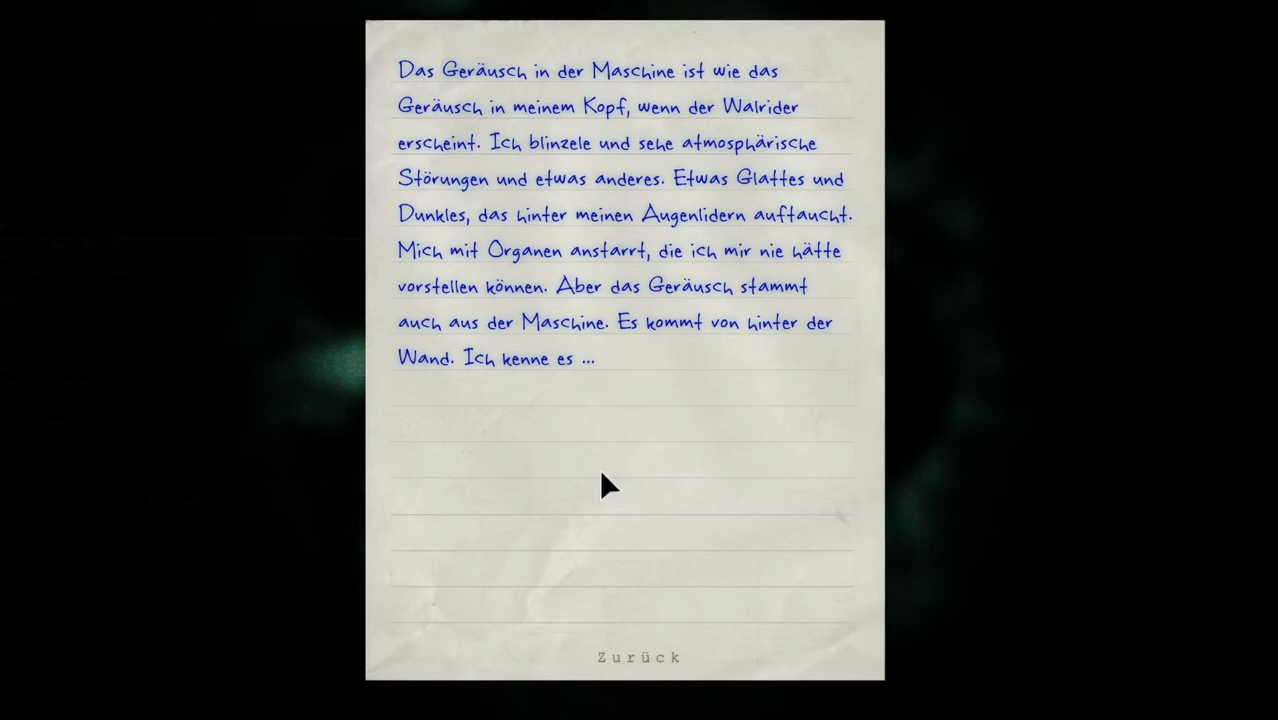 Das Geräusch in der Maschine ist wie das
Geräusch in meinem Kopf, wenn der Walrider
erscheint. Ich blinzele und sehe atmosphärische
Störungen und etwas anderes. Etwas Glattes und
Dunkles, das hinter meinen Augenlidern auftaucht.
Mich mit Organen anstarrt, die ich mir nie hätte
vorstellen können. Aber das Geräusch stammt
auch aus der Maschine. Es kommt von hinter der
Wand. Ich kenne es ...
Zurück